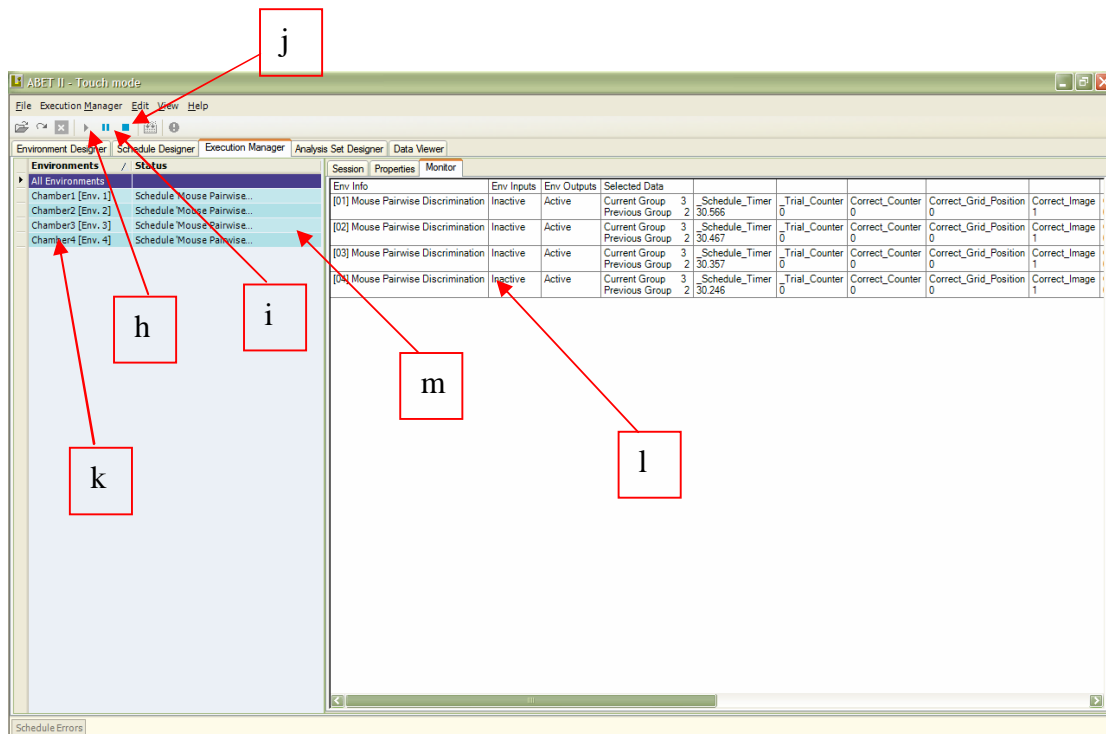 j
ABET II - Touch mode
File Execution Manager Edit View Help
Environment Designer Schedule Designer Execution Manager Analysis Set Designer Data Viewer
Environments / Status
All Environments
Chamber1 [Env. 1] Schedule 'Mouse Pairwise...
Chamber2 [Env. 2] Schedule 'Mouse Pairwise...
Chamber3 [Env. 3] Schedule 'Mouse Pairwise...
Chamber4 [Env. 4] Schedule 'Mouse Pairwise...
Session Properties Monitor
Env Info Env Inputs Env Outputs Selected Data
[01] Mouse Pairwise Discrimination Inactive Active Current Group 3 _Schedule_Timer _Trial_Counter Correct_Counter Correct_Grid_Position Correct_Image
Previous Group 2 30.566 0 0 0 1
[02] Mouse Pairwise Discrimination Inactive Active Current Group 3 _Schedule_Timer _Trial_Counter Correct_Counter Correct_Grid_Position Correct_Image
Previous Group 2 30.467 0 0 0 1
[03] Mouse Pairwise Discrimination Inactive Active Current Group 3 _Schedule_Timer _Trial_Counter Correct_Counter Correct_Grid_Position Correct_Image
Previous Group 2 30.357 0 0 0 1
[04] Mouse Pairwise Discrimination Inactive Active Current Group 3 _Schedule_Timer _Trial_Counter Correct_Counter Correct_Grid_Position Correct_Image
Previous Group 2 30.246 0 0 0 1
h
i
m
l
k
Schedule Errors